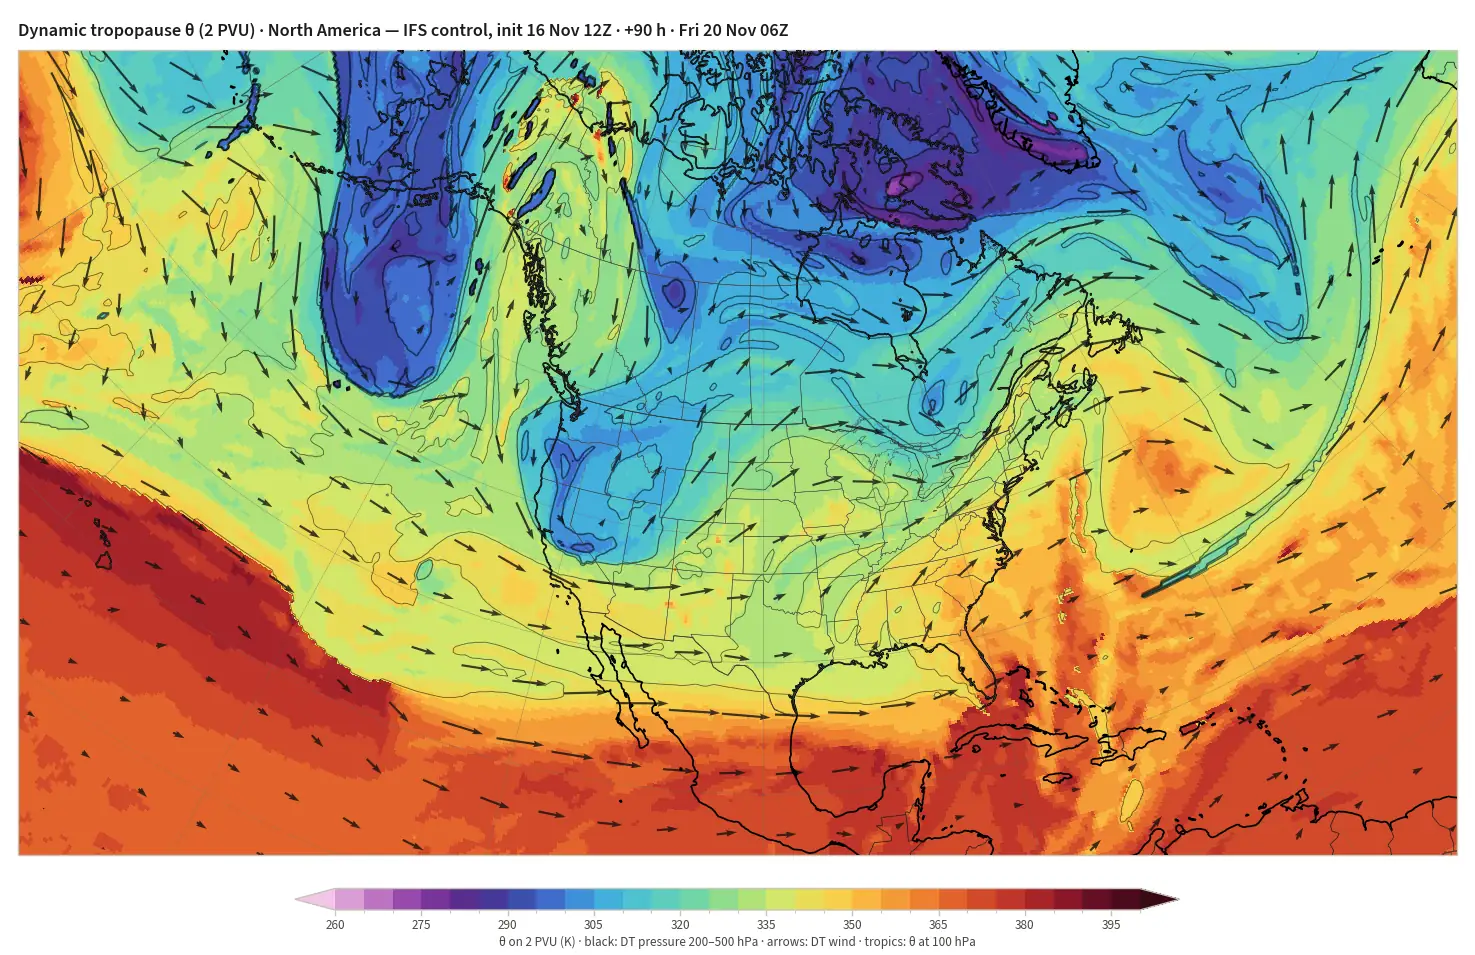 Dynamic tropopause θ (2 PVU) · North America — IFS control, init 16 Nov 12Z · +90 h · Fri 20 Nov 06Z
260 275 290 305 320 335 350 365 380 395
θ on 2 PVU (K) · black: DT pressure 200–500 hPa · arrows: DT wind · tropics: θ at 100 hPa